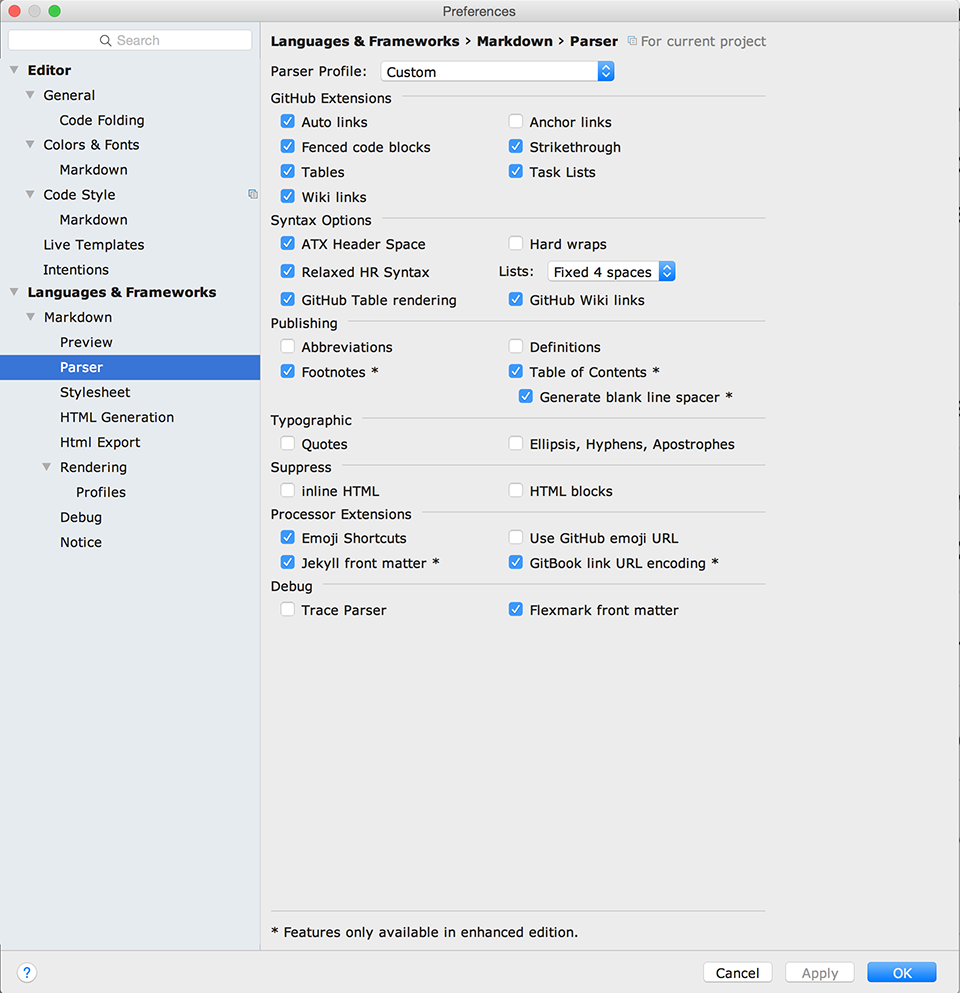 Preferences
Search
Editor
General
Code Folding
Colors & Fonts
Markdown
Code Style
Markdown
Live Templates
Intentions
Languages & Frameworks
Markdown
Preview
Parser
Stylesheet
HTML Generation
Html Export
Rendering
Profiles
Debug
Notice
Languages & Frameworks › Markdown › Parser For current project
Parser Profile: Custom
GitHub Extensions
Auto links Anchor links
Fenced code blocks Strikethrough
Tables Task Lists
Wiki links
Syntax Options
ATX Header Space Hard wraps
Relaxed HR Syntax Lists: Fixed 4 spaces
GitHub Table rendering GitHub Wiki links
Publishing
Abbreviations Definitions
Footnotes * Table of Contents *
Generate blank line spacer *
Typographic
Quotes Ellipsis, Hyphens, Apostrophes
Suppress
inline HTML HTML blocks
Processor Extensions
Emoji Shortcuts Use GitHub emoji URL
Jekyll front matter * GitBook link URL encoding *
Debug
Trace Parser Flexmark front matter
* Features only available in enhanced edition.
? Cancel Apply OK